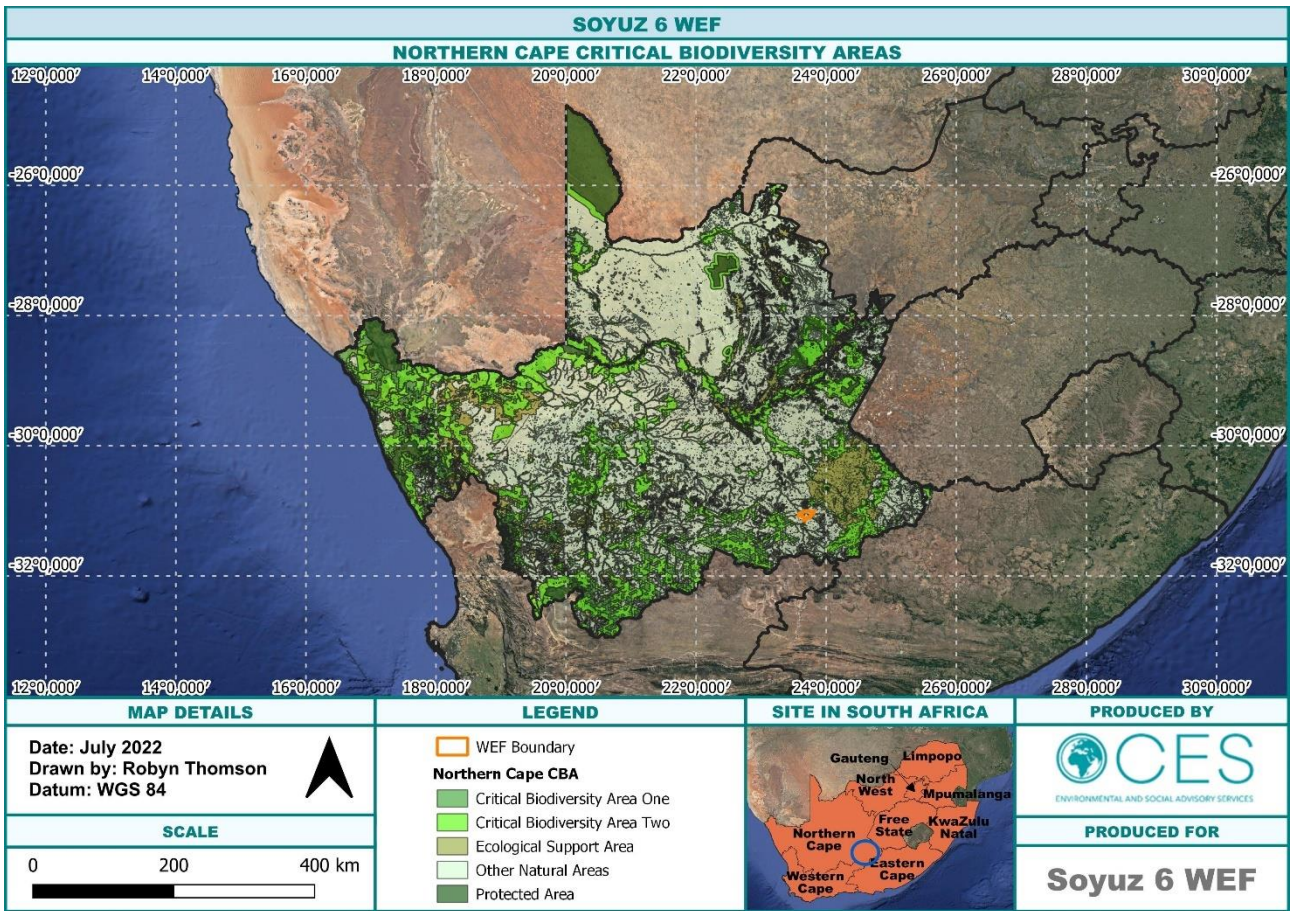 SOYUZ 6 WEF
NORTHERN CAPE CRITICAL BIODIVERSITY AREAS
12°0,000′ 14°0,000′ 16°0,000′ 18°0,000′ 20°0,000′ 22°0,000′ 24°0,000′ 26°0,000′ 28°0,000′ 30°0,000′
-26°0,000′ -26°0,000′
-28°0,000′ -28°0,000′
-30°0,000′ -30°0,000′
-32°0,000′ -32°0,000′
12°0,000′ 14°0,000′ 16°0,000′ 18°0,000′ 20°0,000′ 22°0,000′ 24°0,000′ 26°0,000′ 28°0,000′ 30°0,000′
MAP DETAILS
Date: July 2022
Drawn by: Robyn Thomson
Datum: WGS 84
SCALE
0 200 400 km
LEGEND
WEF Boundary
Northern Cape CBA
Critical Biodiversity Area One
Critical Biodiversity Area Two
Ecological Support Area
Other Natural Areas
Protected Area
SITE IN SOUTH AFRICA
Gauteng
Limpopo
North
West
Mpumalanga
Free
State
KwaZulu
Natal
Northern
Cape
Eastern
Cape
Western
Cape
PRODUCED BY
CES
ENVIRONMENTAL AND SOCIAL ADVISORY SERVICES
PRODUCED FOR
Soyuz 6 WEF